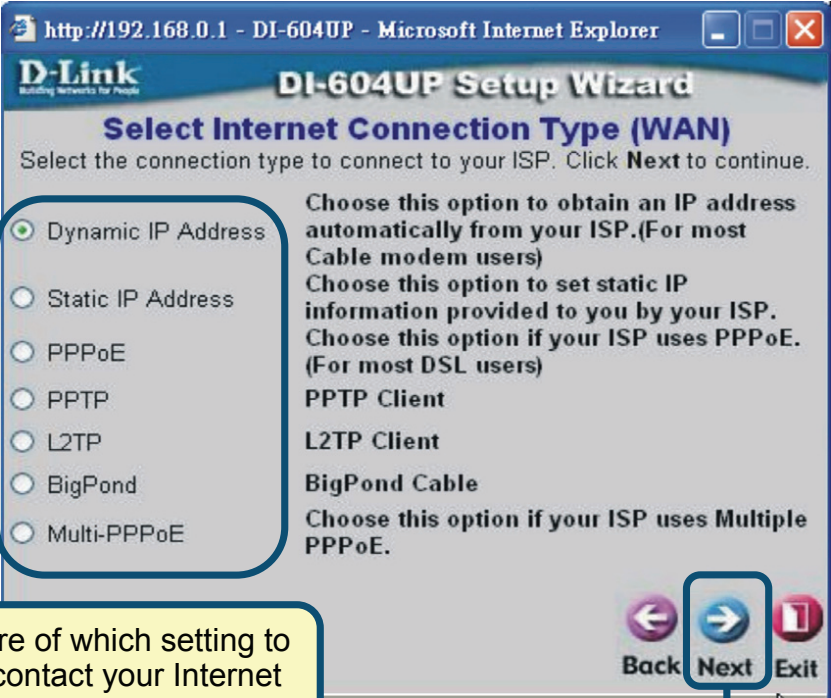 http://192.168.0.1 - DI-604UP - Microsoft Internet Explorer
D-Link
Building Networks for People
DI-604UP Setup Wizard
Select Internet Connection Type (WAN)
Select the connection type to connect to your ISP. Click Next to continue.
Dynamic IP Address
Choose this option to obtain an IP address
automatically from your ISP.(For most
Cable modem users)
Static IP Address
Choose this option to set static IP
information provided to you by your ISP.
PPPoE
Choose this option if your ISP uses PPPoE.
(For most DSL users)
PPTP
PPTP Client
L2TP
L2TP Client
BigPond
BigPond Cable
Multi-PPPoE
Choose this option if your ISP uses Multiple
PPPoE.
re of which setting to
contact your Internet
Back Next Exit